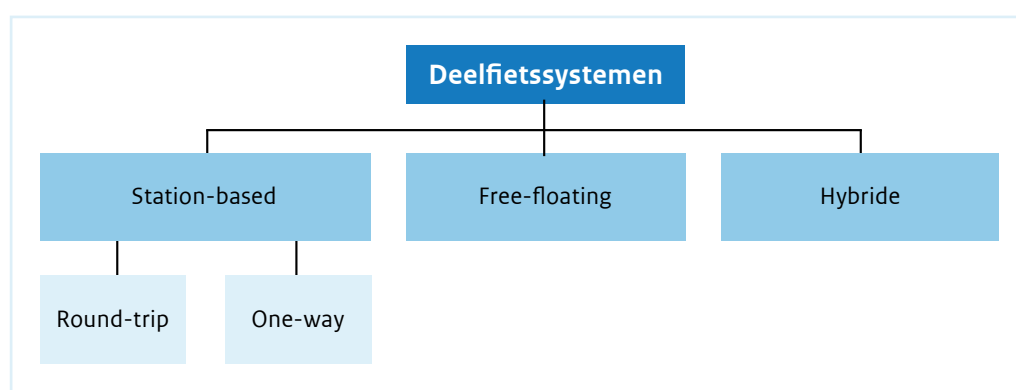 Deelfietssystemen
Station-based
Free-floating
Hybride
Round-trip
One-way